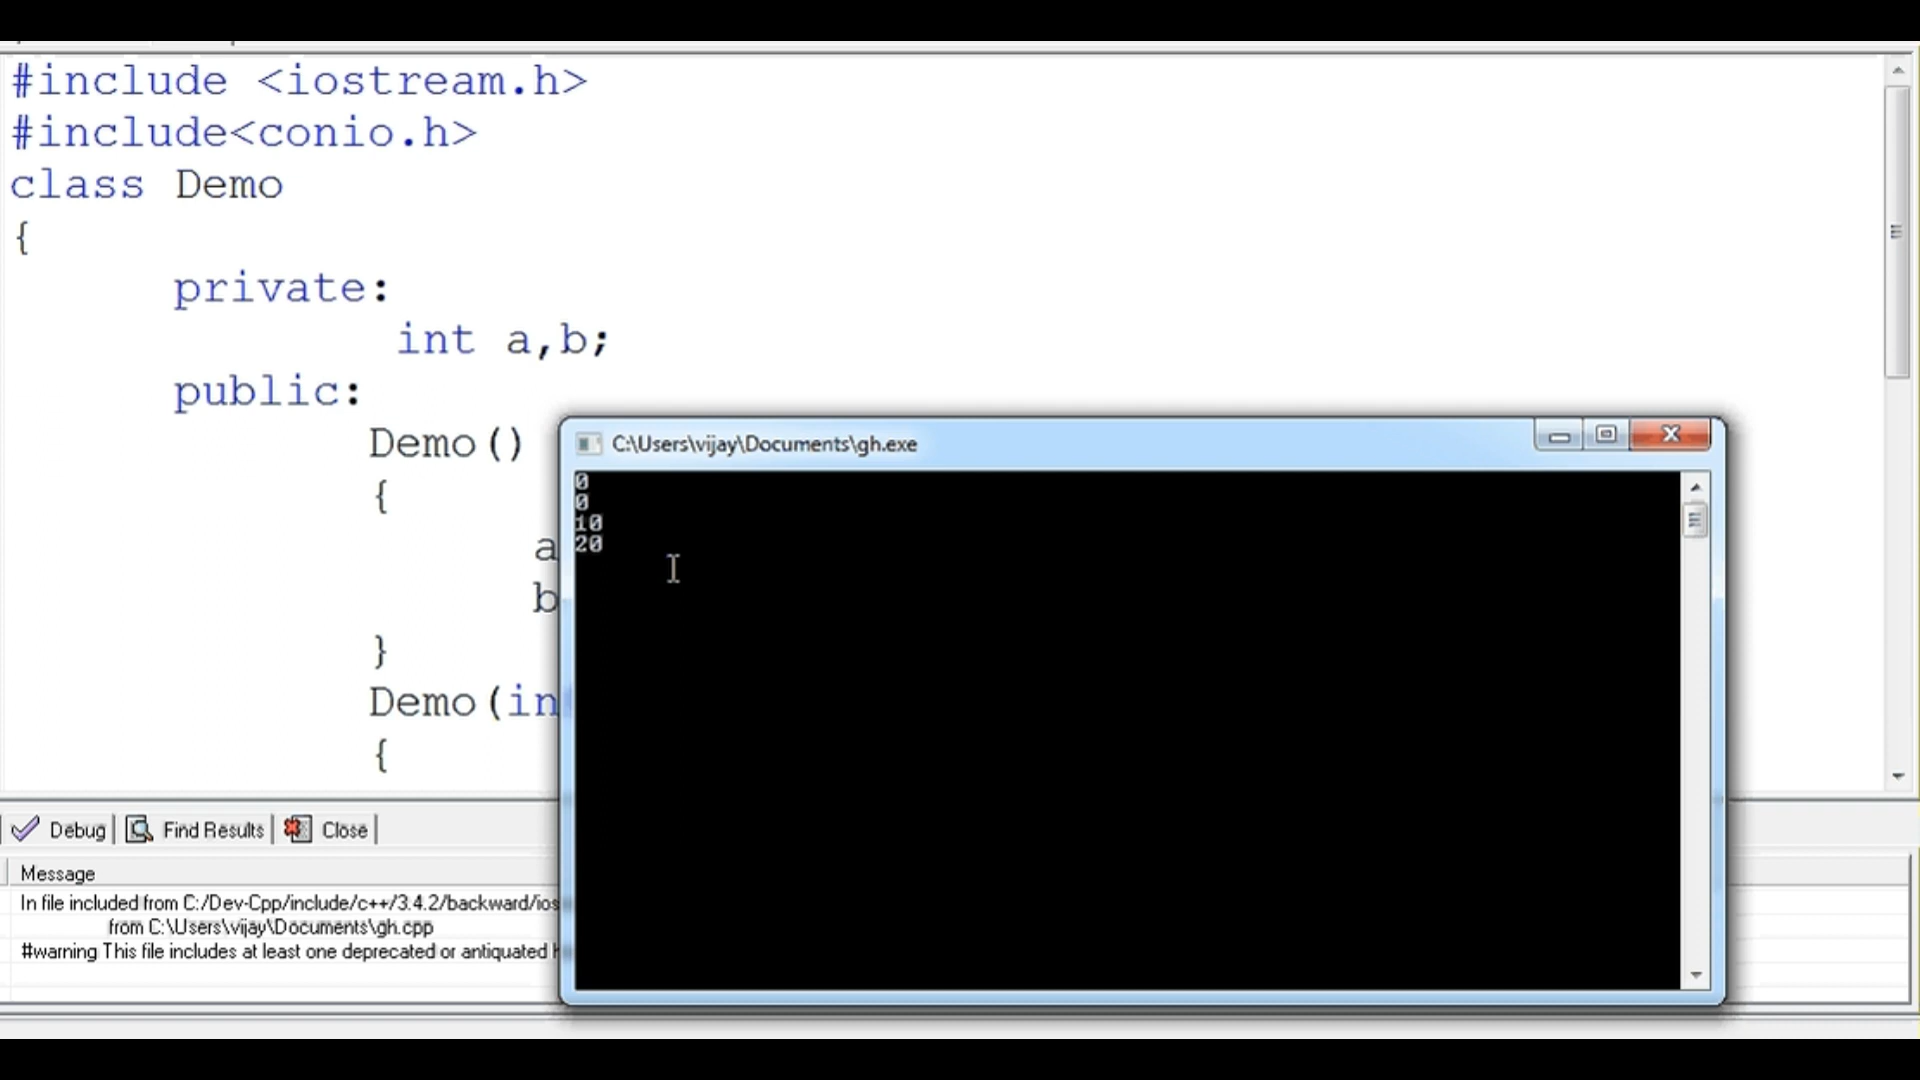 #include <iostream.h>
#include<conio.h>
class Demo
{
private:
int a,b;
public:
Demo()
{
a
b
}
Demo(in
{
C:\Users\vijay\Documents\gh.exe
0
0
10
20
Debug Find Results Close
Message
In file included from C:/Dev-Cpp/include/c++/3.4.2/backward/ios
from C:\Users\vijay\Documents\gh.cpp
#warning This file includes at least one deprecated or antiquated